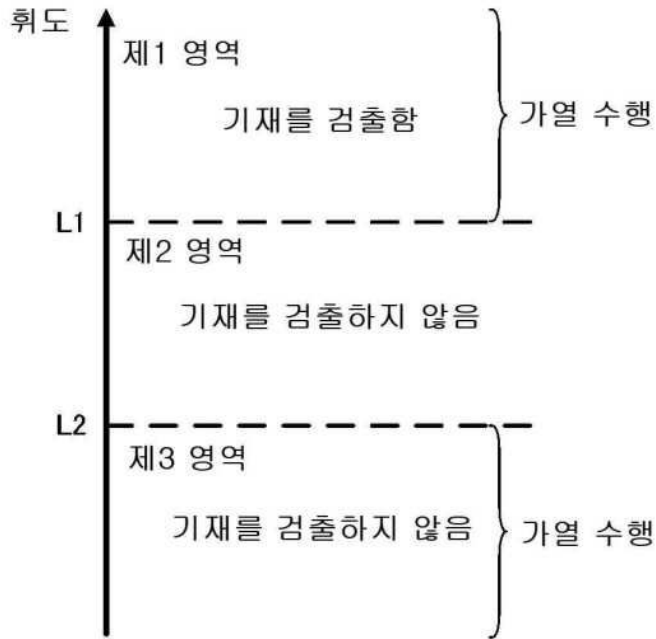 휘도
제1 영역
기재를 검출함
가열 수행
L1
제2 영역
기재를 검출하지 않음
L2
제3 영역
기재를 검출하지 않음
가열 수행